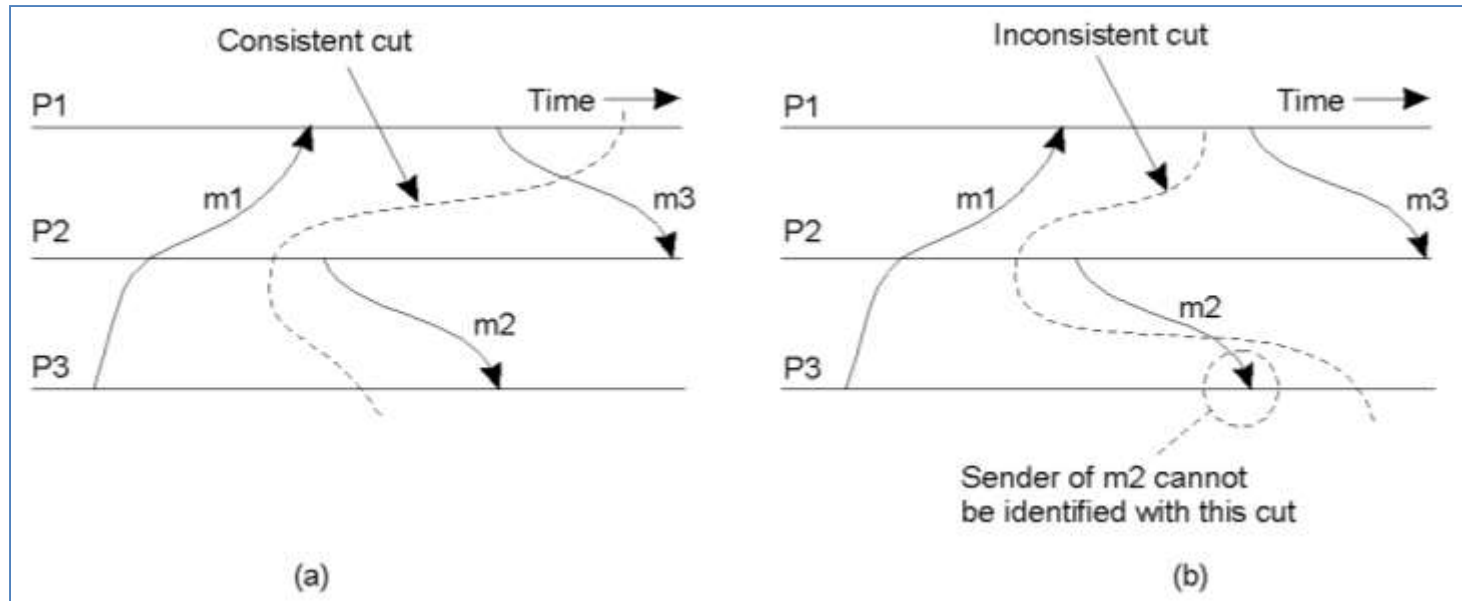 Consistent cut
Time
P1
m1
m3
P2
m2
P3
(a)
Inconsistent cut
Time
P1
m1
m3
P2
m2
P3
Sender of m2 cannot
be identified with this cut
(b)